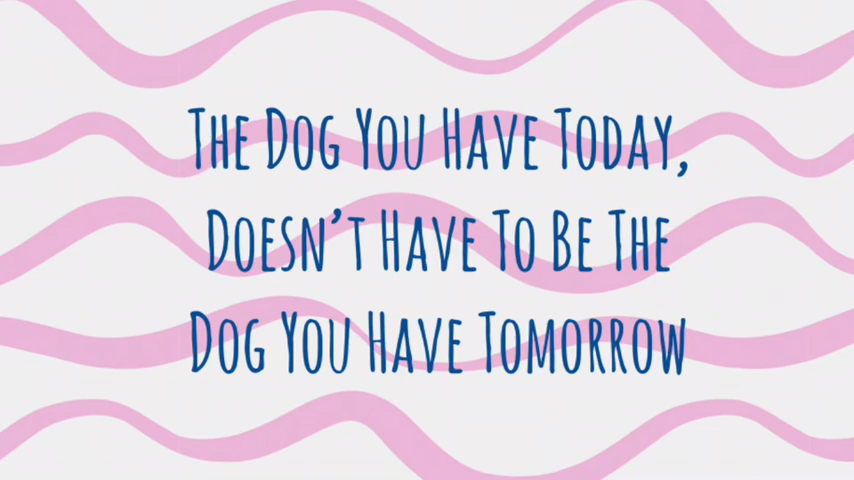 The Dog You Have Today,
Doesn’t Have To Be The
Dog You Have Tomorrow